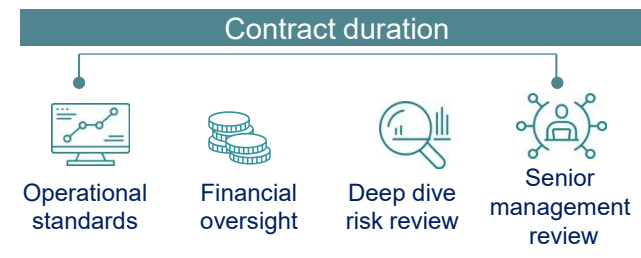 Contract duration
Operational
standards
Financial
oversight
Deep dive
risk review
Senior
management
review